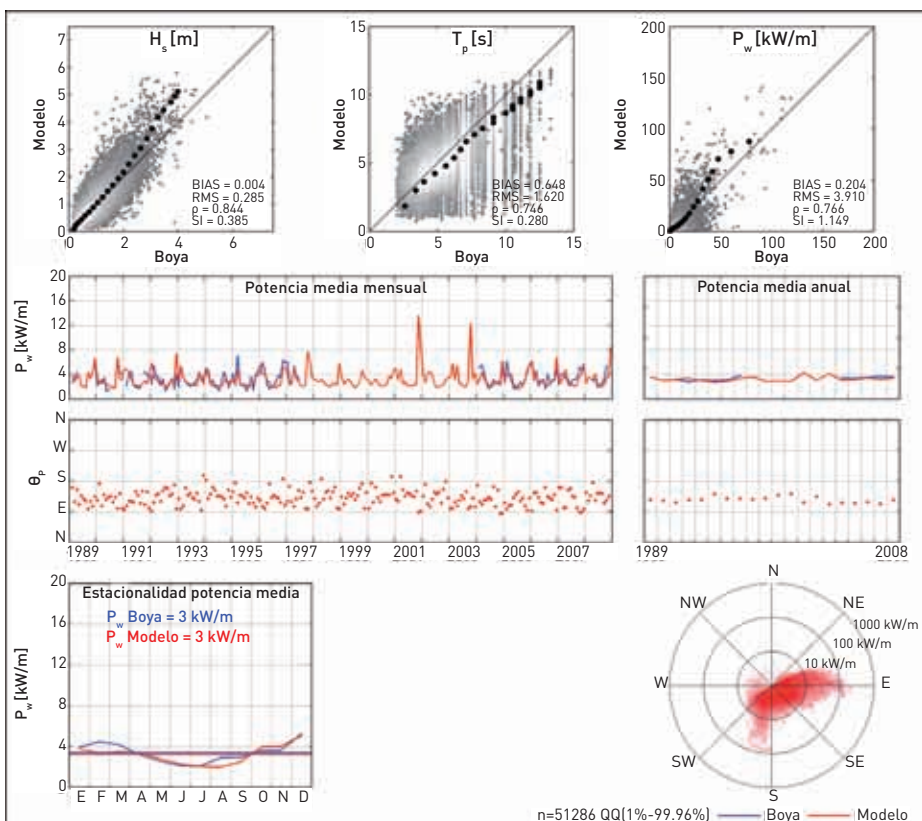 Hs [m]
Modelo
7
6
5
4
3
2
1
0
0 2 4 6
BIAS = 0.004
RMS = 0.285
ρ = 0.844
SI = 0.385
Boya
Tp [s]
Modelo
15
10
5
0
0 5 10 15
BIAS = 0.648
RMS = 1.620
ρ = 0.746
SI = 0.280
Boya
Pw [kW/m]
Modelo
200
150
100
50
0
0 50 100 150 200
BIAS = 0.204
RMS = 3.910
ρ = 0.766
SI = 1.149
Boya
Potencia media mensual
Pw [kW/m]
20
16
12
8
4
0
Potencia media anual
θP
N
W
S
E
N
1989 1991 1993 1995 1997 1999 2001 2003 2005 2007
1989 2008
Estacionalidad potencia media
Pw Boya = 3 kW/m
Pw Modelo = 3 kW/m
Pw [kW/m]
20
16
12
8
4
0
E F M A M J J A S O N D
N
NE
E
SE
S
SW
W
NW
1000 kW/m
100 kW/m
10 kW/m
n=51286 QQ(1%-99.96%) Boya Modelo